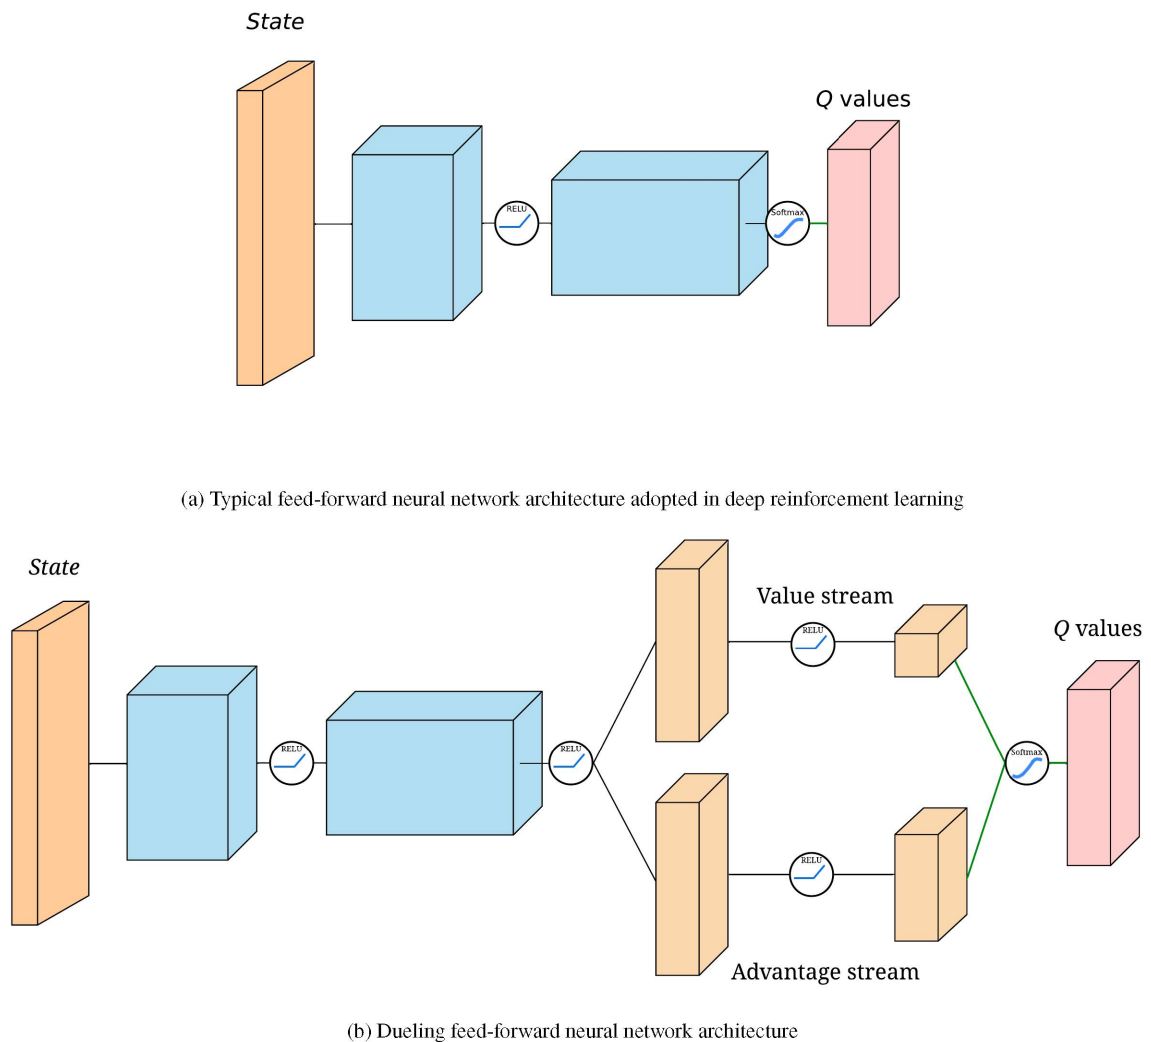 State
Q values
RELU
Softmax
(a) Typical feed-forward neural network architecture adopted in deep reinforcement learning
State
Value stream
RELU
Q values
RELU
RELU
Softmax
RELU
Advantage stream
(b) Dueling feed-forward neural network architecture